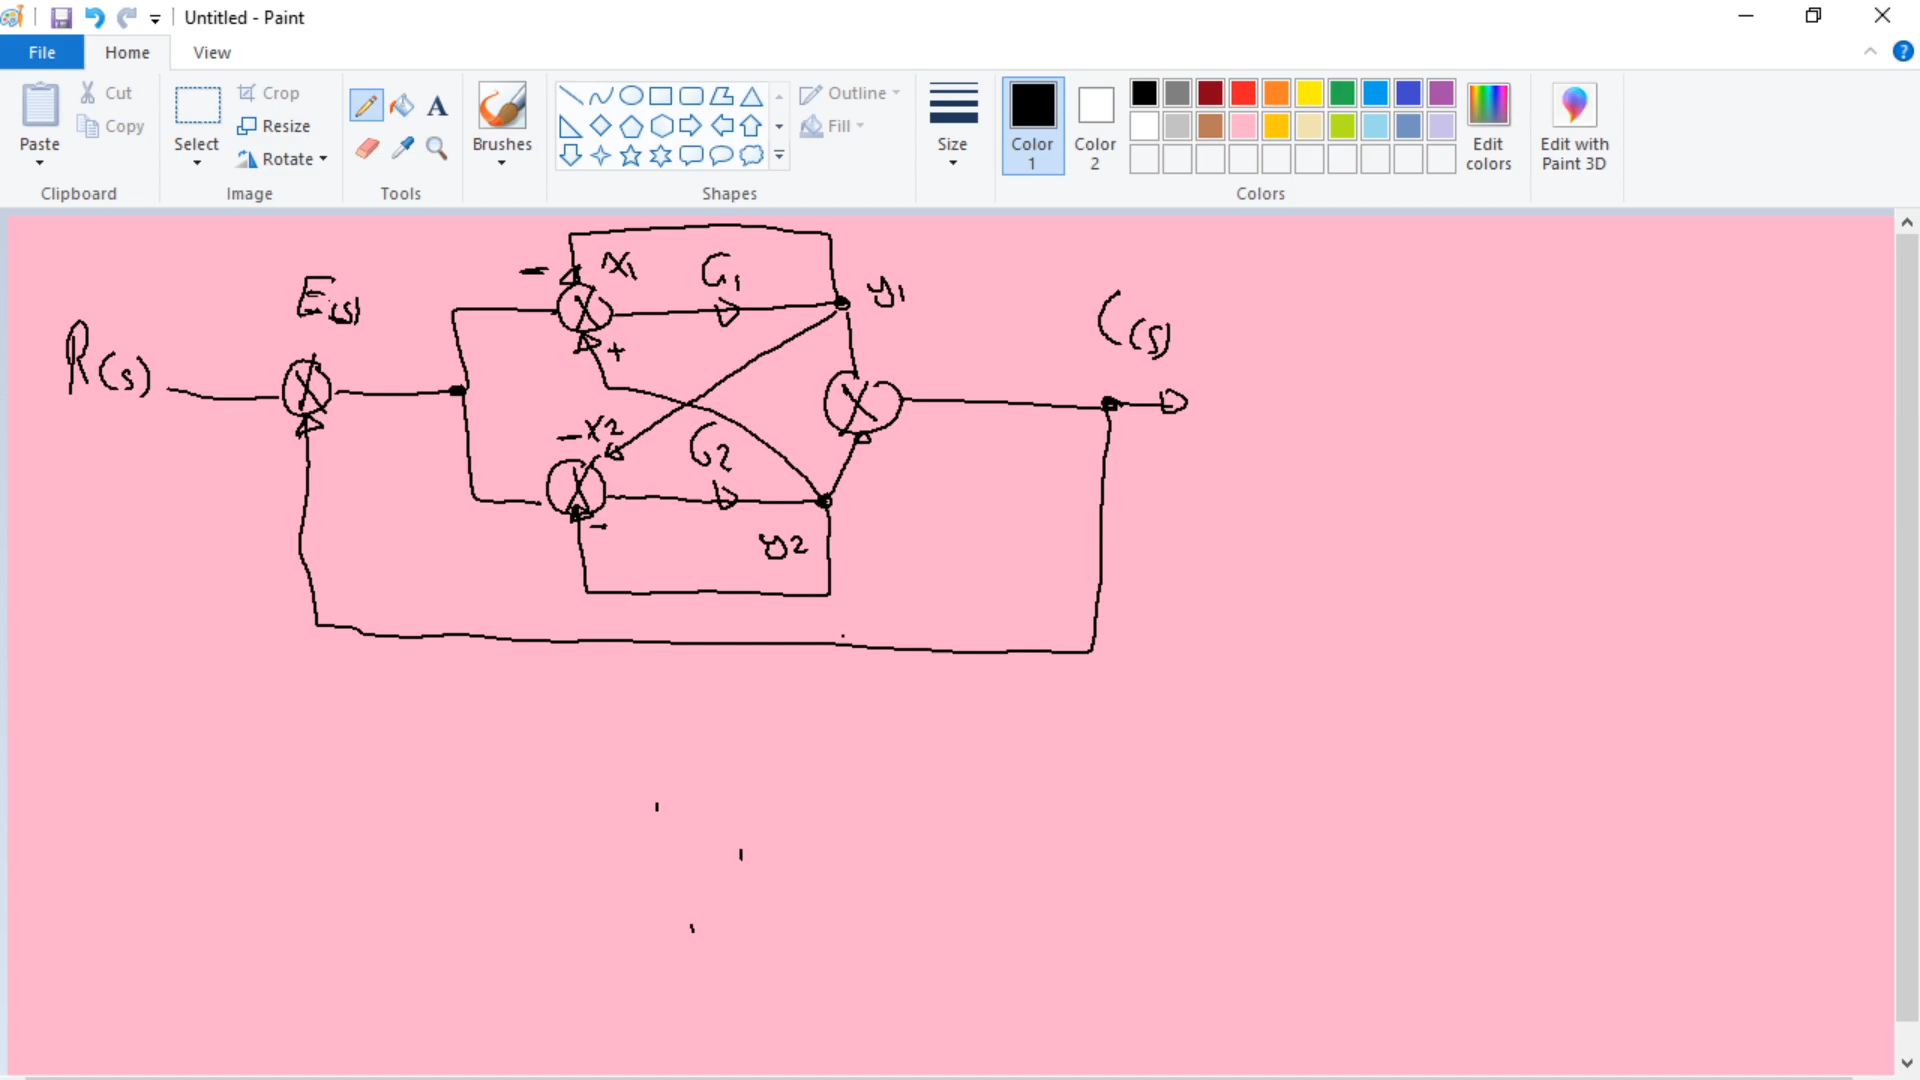 Untitled - Paint
File Home View
Paste
Cut
Copy
Clipboard
Select
Crop
Resize
Rotate
Image
Tools
Brushes
Shapes
Outline
Fill
Size
Color 1
Color 2
Edit colors
Edit with Paint 3D
Colors
R(s)
E(s)
- X1
G1
y1
+
C(s)
-X2
G2
-
y2